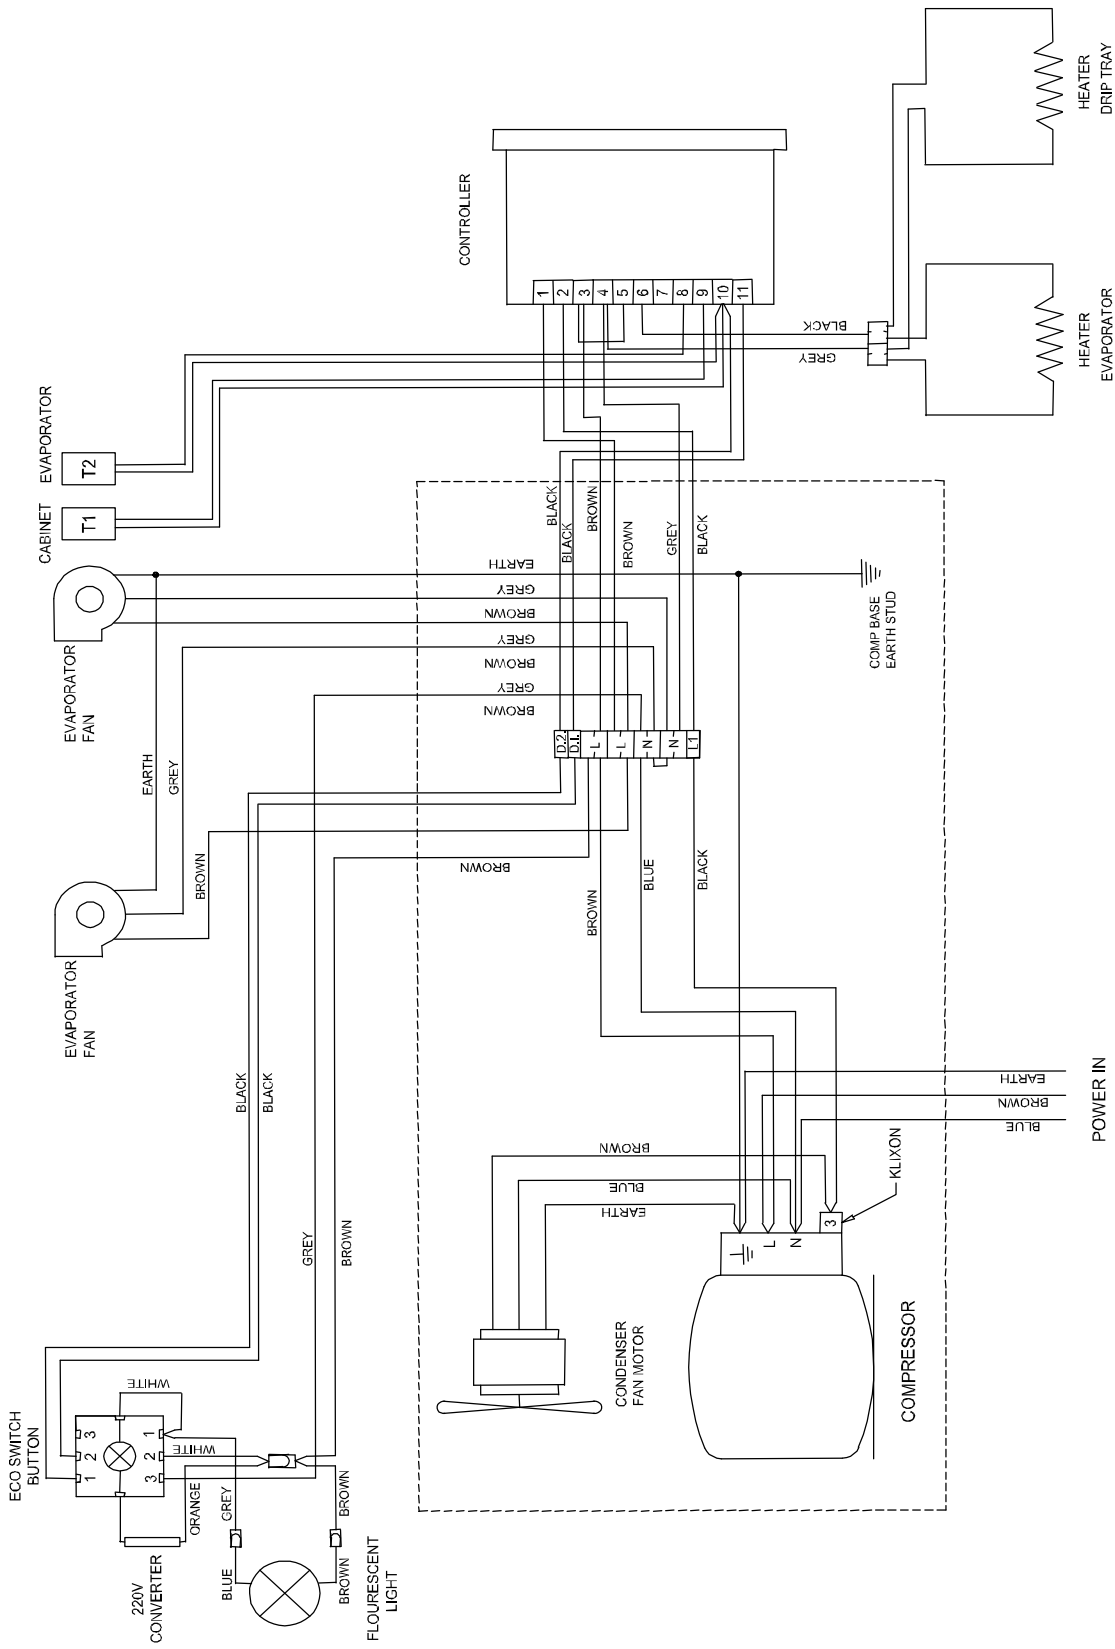 ECO SWITCH
BUTTON
1
2
3
3
2
1
WHITE
WHITE
ORANGE
220V
CONVERTER
GREY
BLUE
BROWN
BROWN
FLOURESCENT
LIGHT
GREY
BROWN
BLACK
BLACK
EVAPORATOR
FAN
BROWN
GREY
EARTH
EVAPORATOR
FAN
CABINET
T1
EVAPORATOR
T2
CONTROLLER
1
2
3
4
5
6
7
8
9
10
11
BLACK
GREY
HEATER
DRIP TRAY
HEATER
EVAPORATOR
BLACK
BLACK
BROWN
BROWN
GREY
BLACK
EARTH
GREY
BROWN
GREY
BROWN
GREY
BROWN
D.2.
D.I.
L
L
N
N
L1
COMP BASE
EARTH STUD
BROWN
BROWN
BLUE
BLACK
BROWN
BLUE
EARTH
EARTH
BROWN
BLUE
POWER IN
KLIXON
L
N
3
CONDENSER
FAN MOTOR
COMPRESSOR